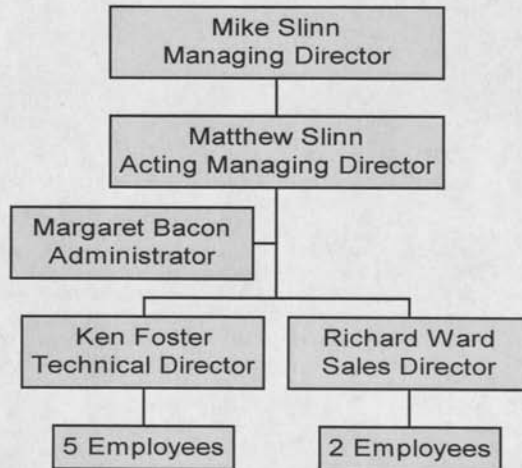 Mike Slinn
Managing Director
Matthew Slinn
Acting Managing Director
Margaret Bacon
Administrator
Ken Foster
Technical Director
Richard Ward
Sales Director
5 Employees
2 Employees